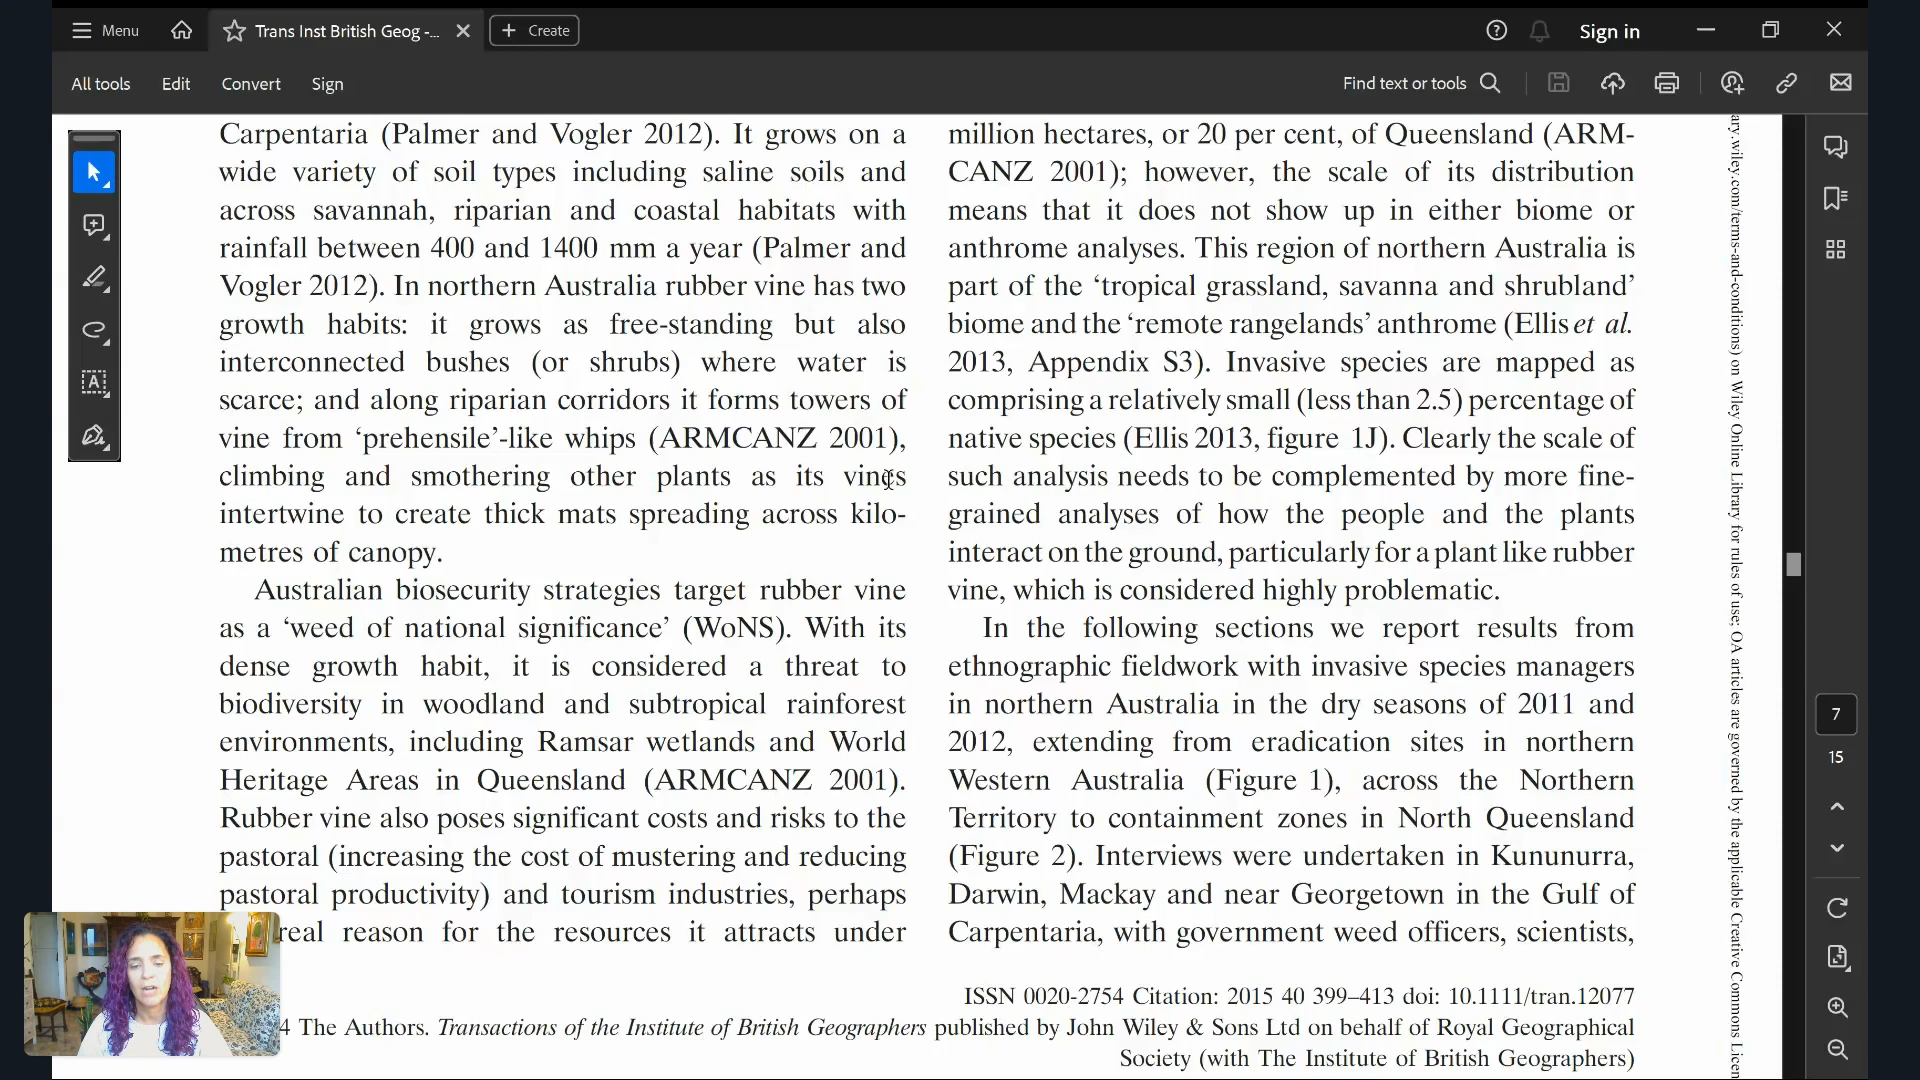 Menu
Trans Inst British Geog -...
Create
Sign in
All tools
Edit
Convert
Sign
Find text or tools
Carpentaria (Palmer and Vogler 2012). It grows on a
wide variety of soil types including saline soils and
across savannah, riparian and coastal habitats with
rainfall between 400 and 1400 mm a year (Palmer and
Vogler 2012). In northern Australia rubber vine has two
growth habits: it grows as free-standing but also
interconnected bushes (or shrubs) where water is
scarce; and along riparian corridors it forms towers of
vine from ‘prehensile’-like whips (ARMCANZ 2001),
climbing and smothering other plants as its vines
intertwine to create thick mats spreading across kilo-
metres of canopy.
Australian biosecurity strategies target rubber vine
as a ‘weed of national significance’ (WoNS). With its
dense growth habit, it is considered a threat to
biodiversity in woodland and subtropical rainforest
environments, including Ramsar wetlands and World
Heritage Areas in Queensland (ARMCANZ 2001).
Rubber vine also poses significant costs and risks to the
pastoral (increasing the cost of mustering and reducing
pastoral productivity) and tourism industries, perhaps
real reason for the resources it attracts under
million hectares, or 20 per cent, of Queensland (ARM-
CANZ 2001); however, the scale of its distribution
means that it does not show up in either biome or
anthrome analyses. This region of northern Australia is
part of the ‘tropical grassland, savanna and shrubland’
biome and the ‘remote rangelands’ anthrome (Ellis et al.
2013, Appendix S3). Invasive species are mapped as
comprising a relatively small (less than 2.5) percentage of
native species (Ellis 2013, figure 1J). Clearly the scale of
such analysis needs to be complemented by more fine-
grained analyses of how the people and the plants
interact on the ground, particularly for a plant like rubber
vine, which is considered highly problematic.
In the following sections we report results from
ethnographic fieldwork with invasive species managers
in northern Australia in the dry seasons of 2011 and
2012, extending from eradication sites in northern
Western Australia (Figure 1), across the Northern
Territory to containment zones in North Queensland
(Figure 2). Interviews were undertaken in Kununurra,
Darwin, Mackay and near Georgetown in the Gulf of
Carpentaria, with government weed officers, scientists,
ISSN 0020-2754 Citation: 2015 40 399–413 doi: 10.1111/tran.12077
4 The Authors. Transactions of the Institute of British Geographers published by John Wiley & Sons Ltd on behalf of Royal Geographical
Society (with The Institute of British Geographers)
ary.wiley.com/terms-and-conditions) on Wiley Online Library for rules of use; OA articles are governed by the applicable Creative Commons Licen
7
15